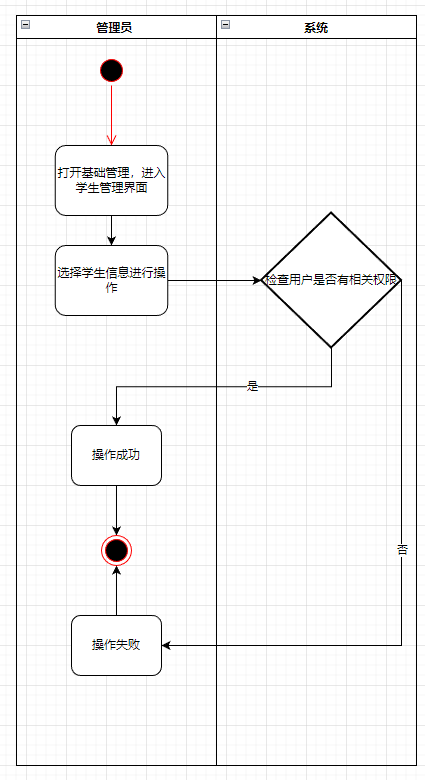 管理员
系统
打开基础管理，进入
学生管理界面
选择学生信息进行操
作
检查用户是否有相关权限
是
操作成功
否
操作失败